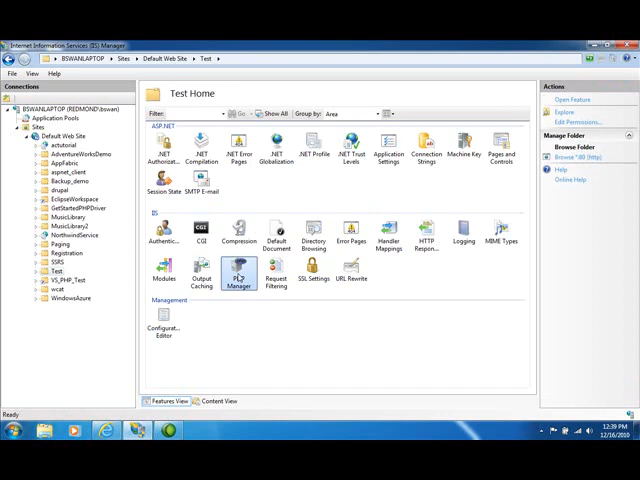 Internet Information Services (IIS) Manager
BSWANLAPTOP Sites Default Web Site Test
File View Help
Connections
BSWANLAPTOP (REDMOND\bswan)
Application Pools
Sites
Default Web Site
actutorial
AdventureWorksDemo
AppFabric
aspnet_client
Backup_demo
drupal
EclipseWorkspace
GetStartedPHPDriver
MusicLibrary
MusicLibrary2
NorthwindService
Paging
Registration
SSRS
Test
VS_PHP_Test
wcat
WindowsAzure
Test Home
Filter: Go Show All Group by: Area
ASP.NET
.NET Authorizat... .NET Compilation .NET Error Pages .NET Globalization .NET Profile .NET Trust Levels Application Settings Connection Strings Machine Key Pages and Controls
Session State SMTP E-mail
IIS
Authentic... CGI Compression Default Document Directory Browsing Error Pages Handler Mappings HTTP Respon... Logging MIME Types
Modules Output Caching Manager Request Filtering SSL Settings URL Rewrite
Management
Configurat... Editor
Features View Content View
Actions
Open Feature
Explore
Edit Permissions...
Manage Folder
Browse Folder
Browse *:80 (http)
Help
Online Help
Ready
12:39 PM
12/16/2010